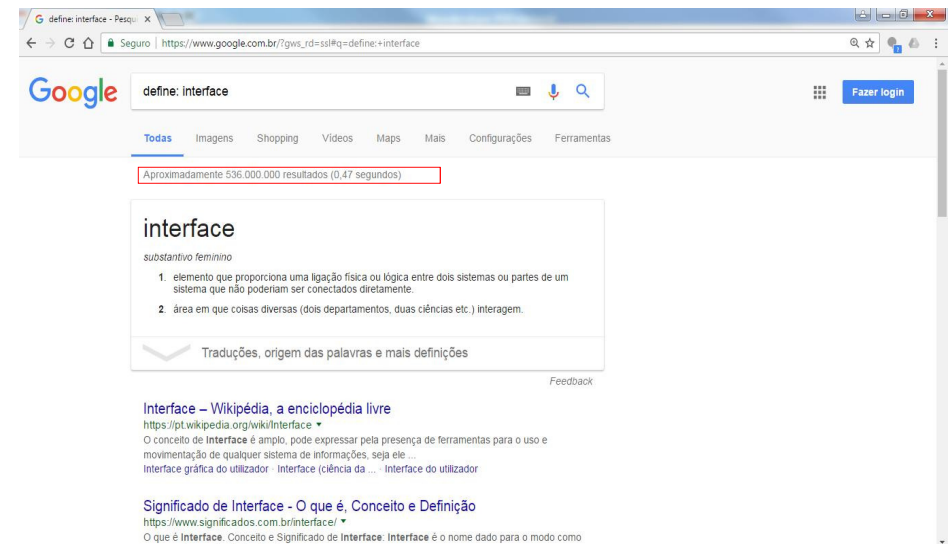 G define: interface - Pesqu
Seguro | https://www.google.com.br/?gws_rd=ssl#q=define:+interface
Google
define: interface
Fazer login
Todas Imagens Shopping Vídeos Maps Mais Configurações Ferramentas
Aproximadamente 536.000.000 resultados (0,47 segundos)
interface
substantivo feminino
1. elemento que proporciona uma ligação física ou lógica entre dois sistemas ou partes de um
sistema que não poderiam ser conectados diretamente.
2. área em que coisas diversas (dois departamentos, duas ciências etc.) interagem.
Traduções, origem das palavras e mais definições
Feedback
Interface – Wikipédia, a enciclopédia livre
https://pt.wikipedia.org/wiki/Interface
O conceito de Interface é amplo, pode expressar pela presença de ferramentas para o uso e
movimentação de qualquer sistema de informações, seja ele ...
Interface gráfica do utilizador · Interface (ciência da ... · Interface do utilizador
Significado de Interface - O que é, Conceito e Definição
https://www.significados.com.br/interface/
O que é Interface. Conceito e Significado de Interface: Interface é o nome dado para o modo como